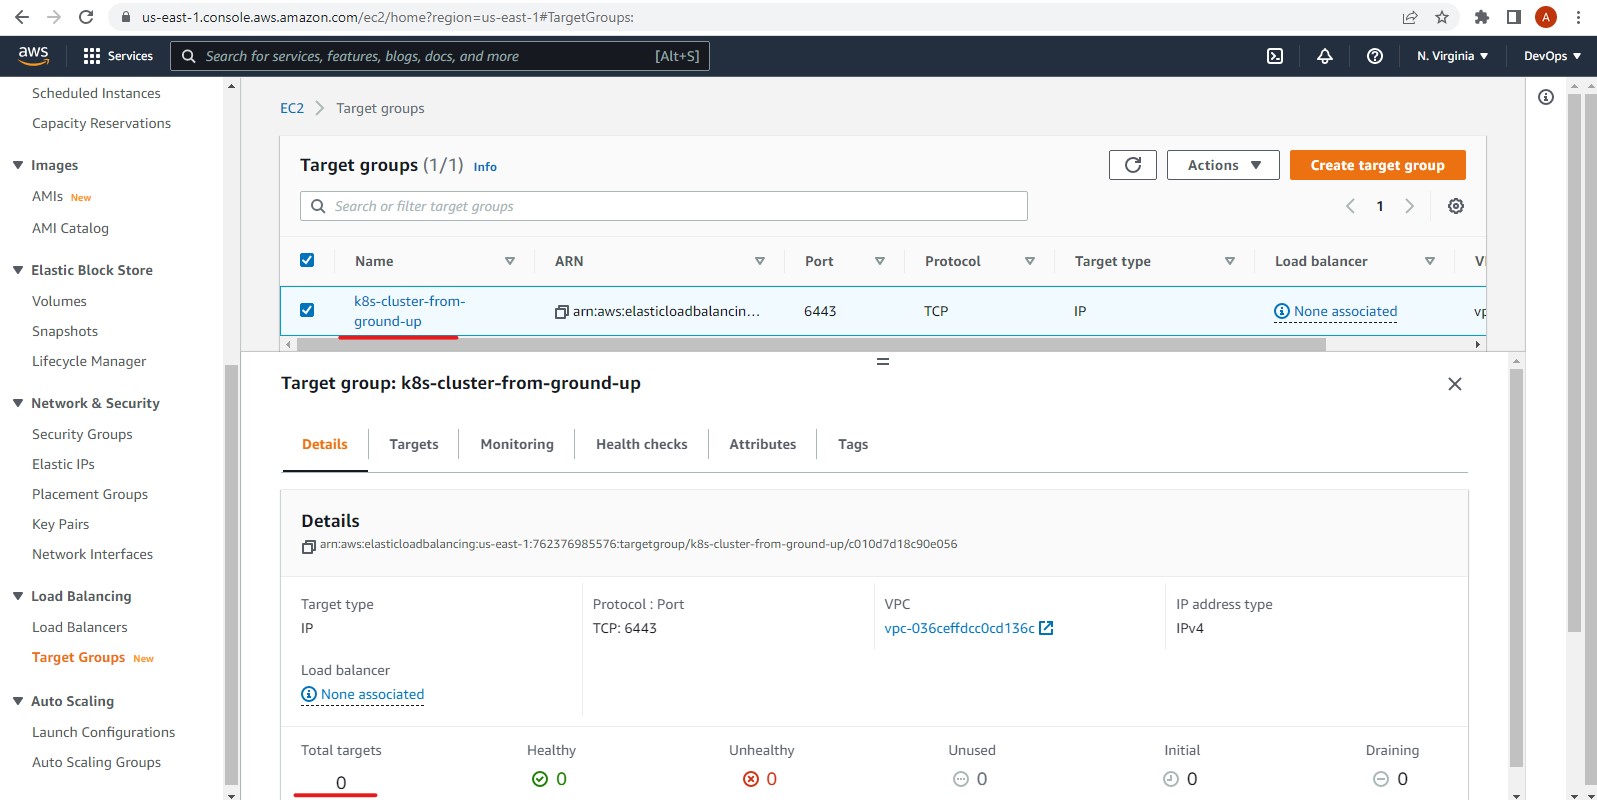 us-east-1.console.aws.amazon.com/ec2/home?region=us-east-1#TargetGroups:
A
aws
Services
Search for services, features, blogs, docs, and more
[Alt+S]
N. Virginia
DevOps
Scheduled Instances
Capacity Reservations
Images
AMIs New
AMI Catalog
Elastic Block Store
Volumes
Snapshots
Lifecycle Manager
Network & Security
Security Groups
Elastic IPs
Placement Groups
Key Pairs
Network Interfaces
Load Balancing
Load Balancers
Target Groups New
Auto Scaling
Launch Configurations
Auto Scaling Groups
EC2 Target groups
Target groups (1/1) Info
Actions
Create target group
Search or filter target groups
1
Name ARN Port Protocol Target type Load balancer
k8s-cluster-from-
ground-up
arn:aws:elasticloadbalancin... 6443 TCP IP None associated vp
Target group: k8s-cluster-from-ground-up
Details Targets Monitoring Health checks Attributes Tags
Details
arn:aws:elasticloadbalancing:us-east-1:762376985576:targetgroup/k8s-cluster-from-ground-up/c010d7d18c90e056
Target type
IP
Protocol : Port
TCP: 6443
VPC
vpc-036ceffdcc0cd136c
IP address type
IPv4
Load balancer
None associated
Total targets
0
Healthy
0
Unhealthy
0
Unused
0
Initial
0
Draining
0